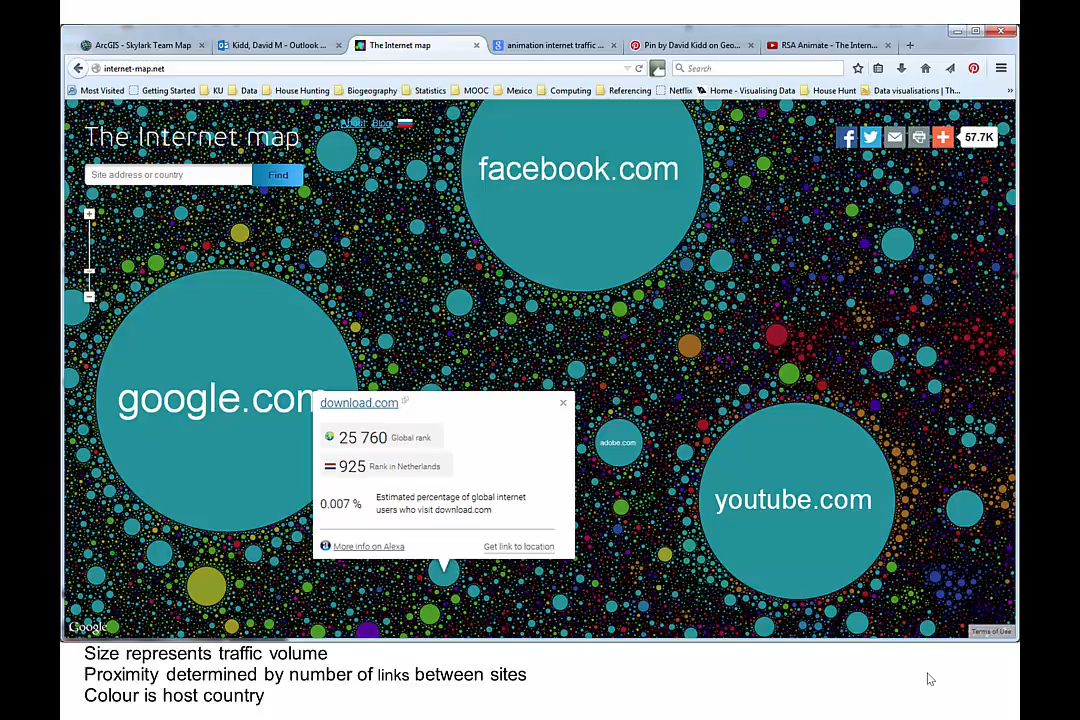 ArcGIS - Skylark Team Map
Kidd, David M - Outlook ...
The Internet map
animation internet traffic ...
Pin by David Kidd on Geo...
RSA Animate - The Intern...
internet-map.net
Search
Most Visited
Getting Started
KU
Data
House Hunting
Biogeography
Statistics
MOOC
Mexico
Computing
Referencing
Netflix
Home - Visualising Data
House Hunt
Data visualisations | Th...
The Internet map
About
Blog
57.7K
Site address or country
Find
facebook.com
google.com
download.com
25 760 Global rank
925 Rank in Netherlands
0.007 %
Estimated percentage of global internet
users who visit download.com
More info on Alexa
Get link to location
adobe.com
youtube.com
Google
Terms of Use
Size represents traffic volume
Proximity determined by number of links between sites
Colour is host country